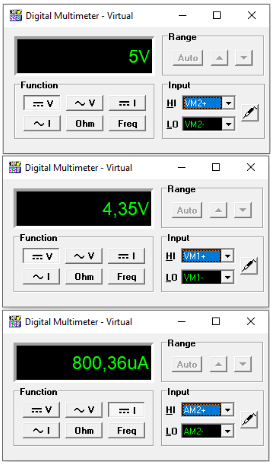 Digital Multimeter - Virtual
Range
5V
Auto
Function
Input
V
V
I
HI VM2+
I
Ohm
Freq
LO VM2-
Digital Multimeter - Virtual
Range
4,35V
Auto
Function
Input
V
V
I
HI VM1+
I
Ohm
Freq
LO VM1-
Digital Multimeter - Virtual
Range
800,36uA
Auto
Function
Input
V
V
I
HI AM2+
I
Ohm
Freq
LO AM2-